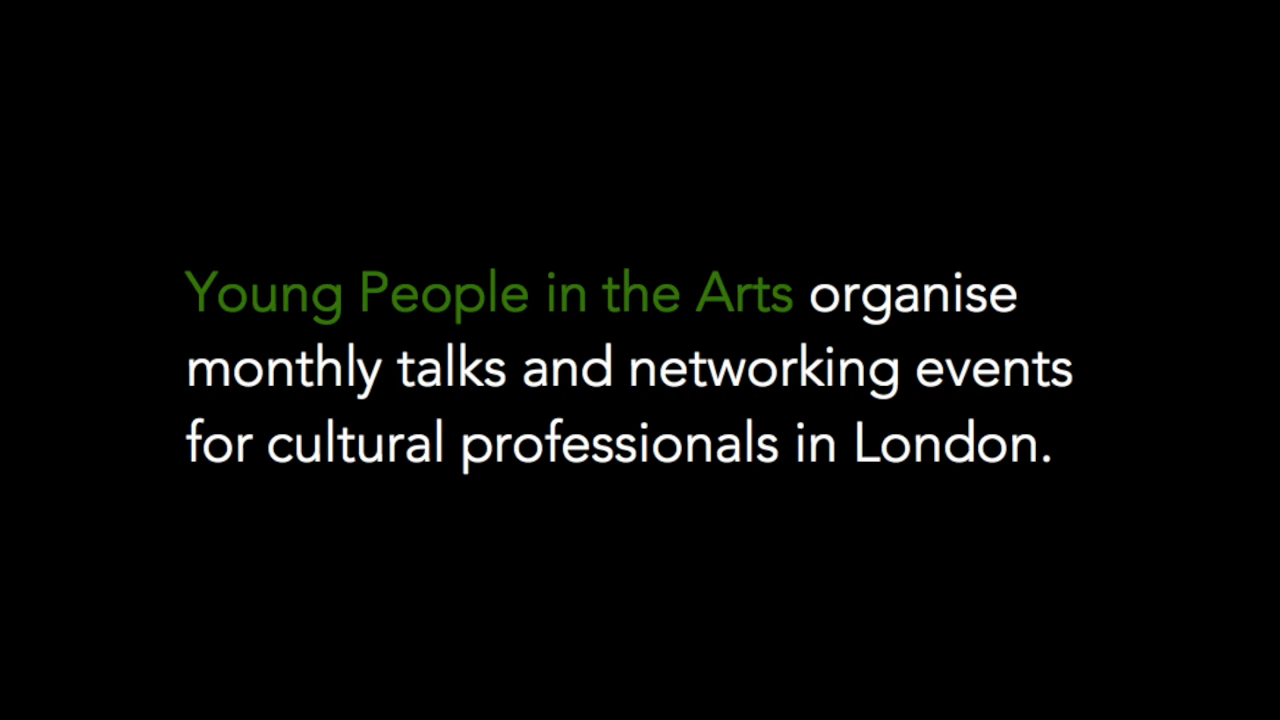 Young People in the Arts organise
monthly talks and networking events
for cultural professionals in London.